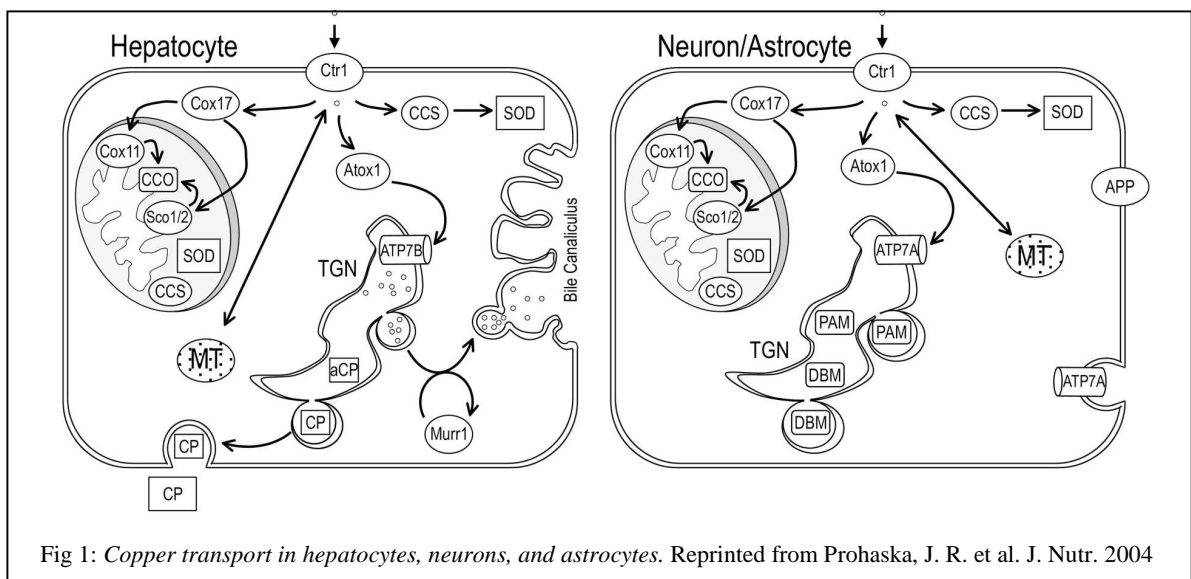 Hepatocyte
Ctr1
Cox17
CCS
SOD
Cox11
CCO
Sco1/2
SOD
CCS
Atox1
ATP7B
TGN
MT
aCP
CP
Murr1
CP
CP
Bile Canaliculus
Neuron/Astrocyte
Ctr1
Cox17
CCS
SOD
Cox11
CCO
Sco1/2
SOD
CCS
Atox1
ATP7A
APP
MT
PAM
PAM
TGN
DBM
DBM
ATP7A
Fig 1: Copper transport in hepatocytes, neurons, and astrocytes. Reprinted from Prohaska, J. R. et al. J. Nutr. 2004